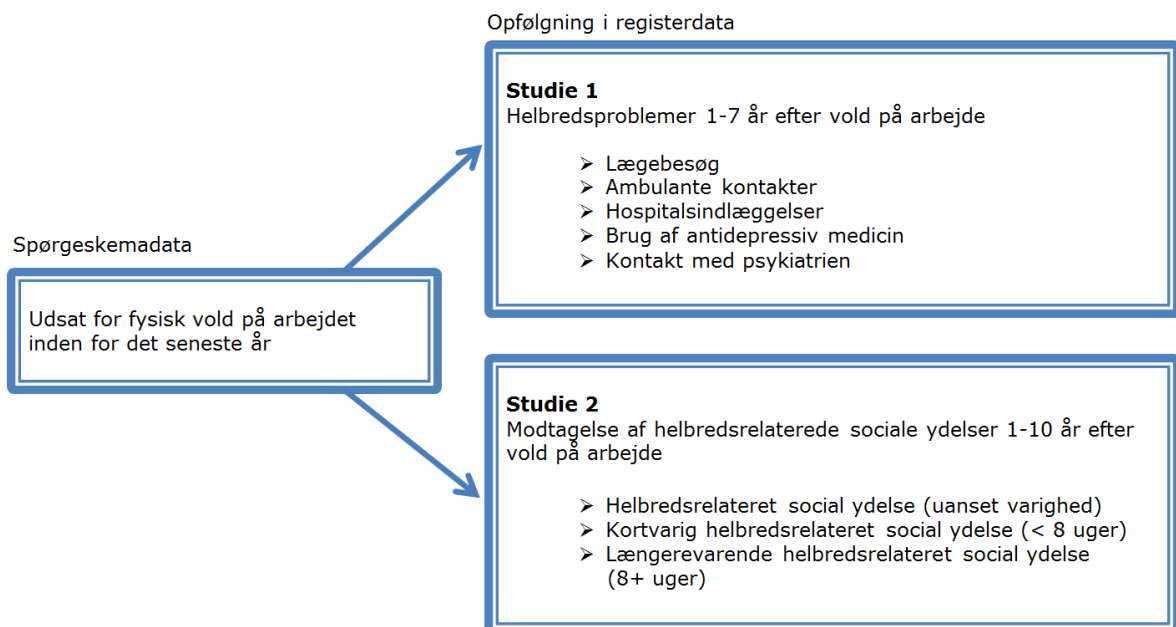 Opfølgning i registerdata
Studie 1
Helbredsproblemer 1-7 år efter vold på arbejde
➢ Lægebesøg
➢ Ambulante kontakter
➢ Hospitalsindlæggelser
➢ Brug af antidepressiv medicin
➢ Kontakt med psykiatrien
Spørgeskemadata
Udsat for fysisk vold på arbejdet
inden for det seneste år
Studie 2
Modtagelse af helbredsrelaterede sociale ydelser 1-10 år efter
vold på arbejde
➢ Helbredsrelateret social ydelse (uanset varighed)
➢ Kortvarig helbredsrelateret social ydelse (< 8 uger)
➢ Længerevarende helbredsrelateret social ydelse
(8+ uger)